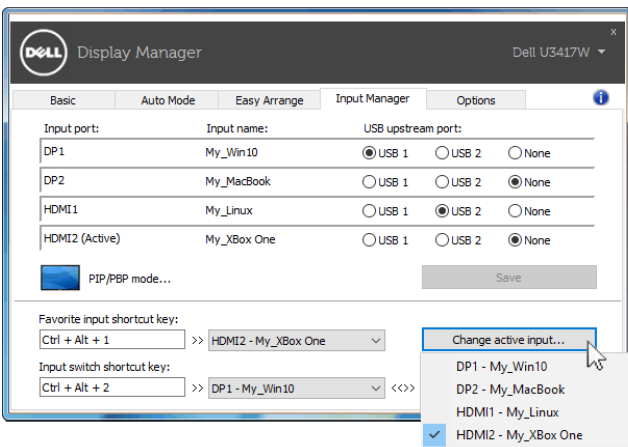 DELL Display Manager Dell U3417W
x
Basic Auto Mode Easy Arrange Input Manager Options i
Input port: Input name: USB upstream port:
DP1 My_Win10 USB 1 USB 2 None
DP2 My_MacBook USB 1 USB 2 None
HDMI1 My_Linux USB 1 USB 2 None
HDMI2 (Active) My_XBox One USB 1 USB 2 None
PIP/PBP mode... Save
Favorite input shortcut key:
Ctrl + Alt + 1 >> HDMI2 - My_XBox One Change active input...
Input switch shortcut key:
Ctrl + Alt + 2 >> DP1 - My_Win10 <<>>
DP1 - My_Win10
DP2 - My_MacBook
HDMI1 - My_Linux
HDMI2 - My_XBox One